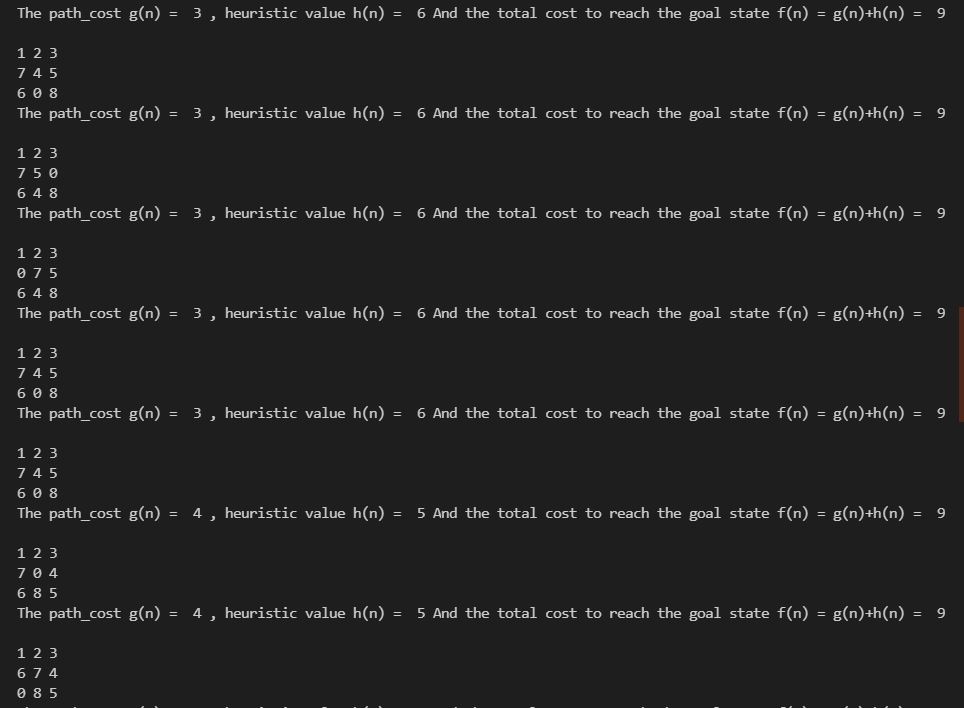 The path_cost g(n) =  3 , heuristic value h(n) =  6 And the total cost to reach the goal state f(n) = g(n)+h(n) =  9
1 2 3
7 4 5
6 0 8
The path_cost g(n) =  3 , heuristic value h(n) =  6 And the total cost to reach the goal state f(n) = g(n)+h(n) =  9
1 2 3
7 5 0
6 4 8
The path_cost g(n) =  3 , heuristic value h(n) =  6 And the total cost to reach the goal state f(n) = g(n)+h(n) =  9
1 2 3
0 7 5
6 4 8
The path_cost g(n) =  3 , heuristic value h(n) =  6 And the total cost to reach the goal state f(n) = g(n)+h(n) =  9
1 2 3
7 4 5
6 0 8
The path_cost g(n) =  3 , heuristic value h(n) =  6 And the total cost to reach the goal state f(n) = g(n)+h(n) =  9
1 2 3
7 4 5
6 0 8
The path_cost g(n) =  4 , heuristic value h(n) =  5 And the total cost to reach the goal state f(n) = g(n)+h(n) =  9
1 2 3
7 0 4
6 8 5
The path_cost g(n) =  4 , heuristic value h(n) =  5 And the total cost to reach the goal state f(n) = g(n)+h(n) =  9
1 2 3
6 7 4
0 8 5